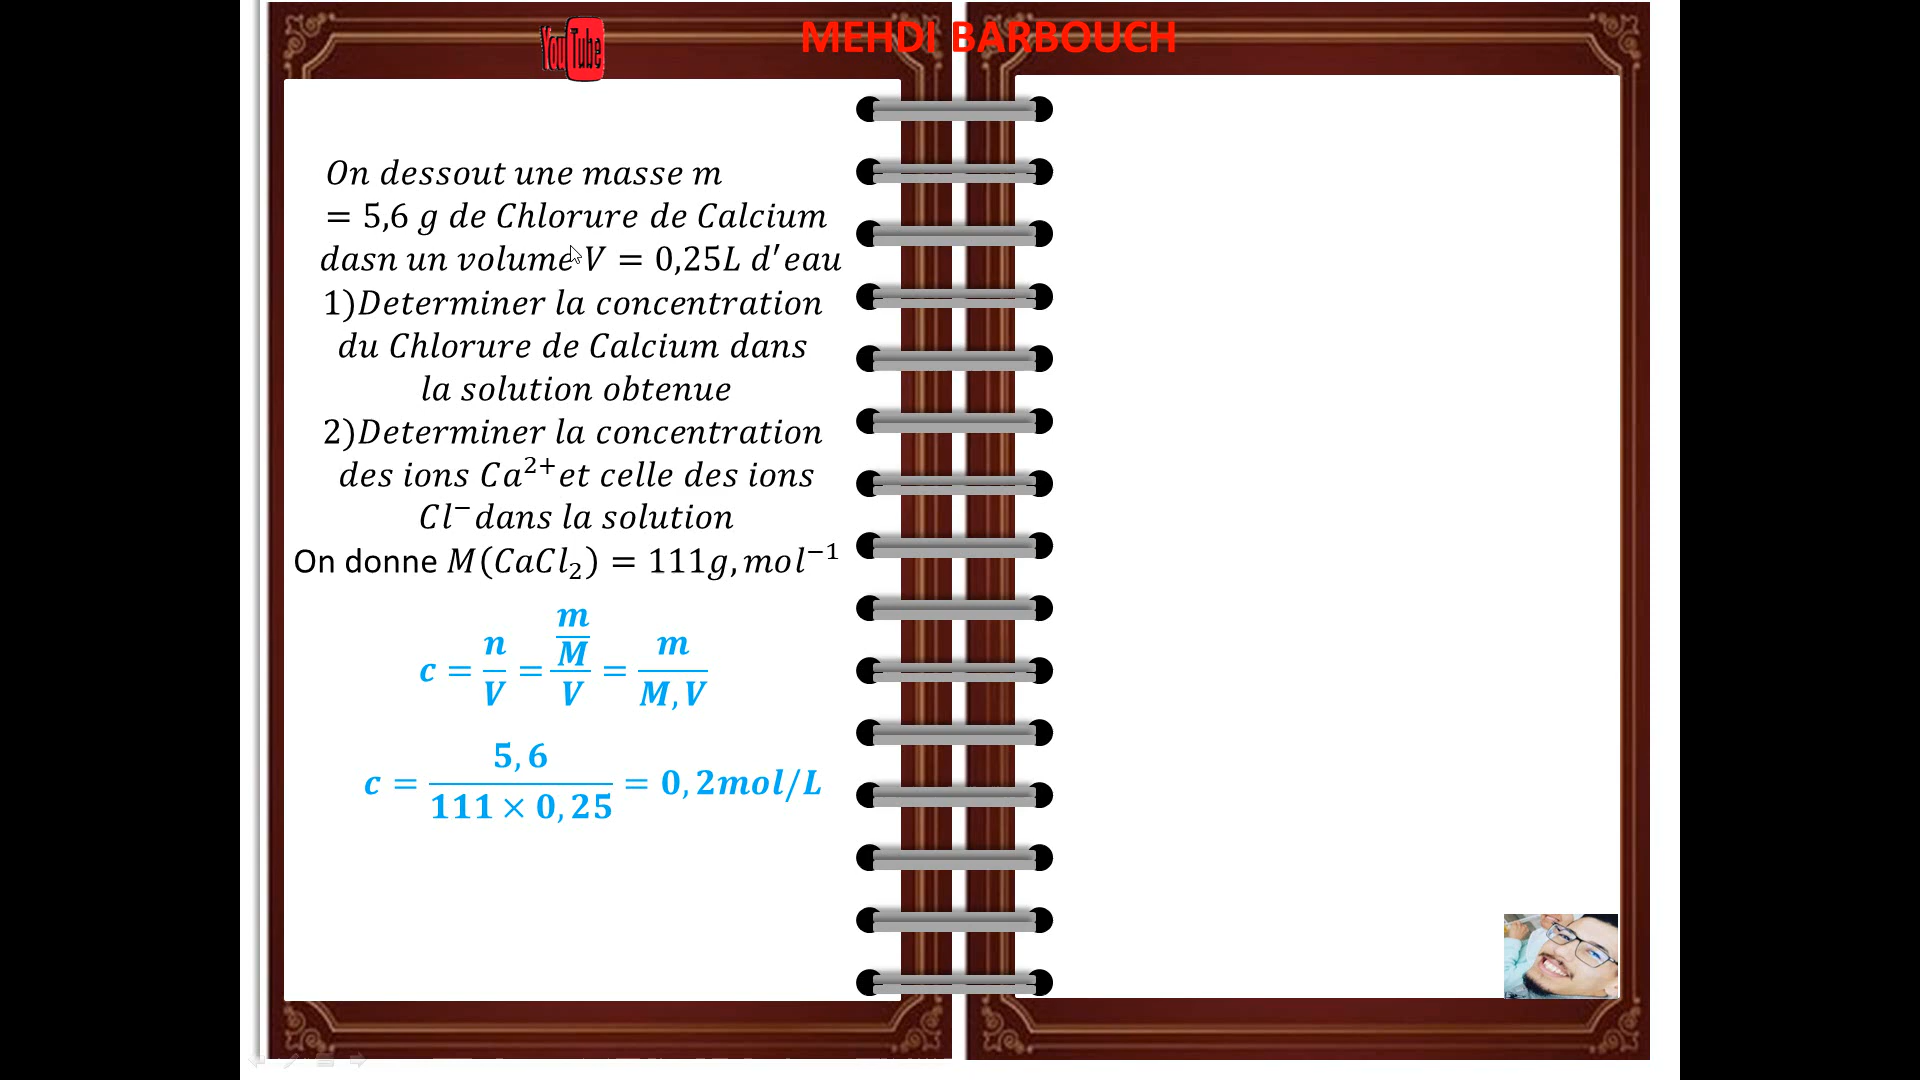 YouTube
MEHDI BARBOUCH
On dessout une masse m
= 5,6 g de Chlorure de Calcium
dasn un volume V = 0,25L d′eau
1)Determiner la concentration
du Chlorure de Calcium dans
la solution obtenue
2)Determiner la concentration
des ions Ca²⁺et celle des ions
Cl⁻dans la solution
On donne M(CaCl₂) = 111g,mol⁻¹
c = n/V = (m/M)/V = m/(M,V)
c = 5,6/(111 × 0,25) = 0,2mol/L